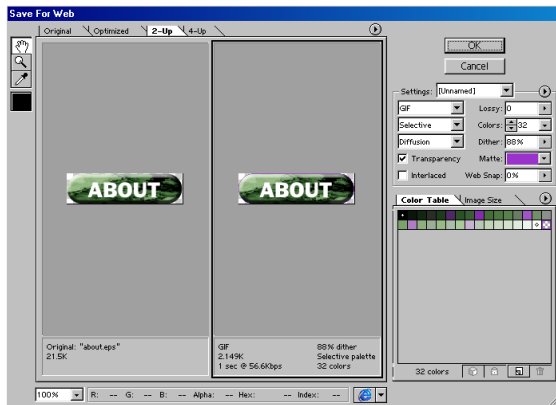 Save For Web
Original Optimized 2-Up 4-Up
OK
Cancel
Settings: [Unnamed]
GIF Lossy: 0
Selective Colors: 32
Diffusion Dither: 88%
Transparency Matte:
Interlaced Web Snap: 0%
Color Table Image Size
ABOUT ABOUT
Original: "about.eps"
21.5K
GIF 88% dither
2.149K Selective palette
1 sec @ 56.6Kbps 32 colors
32 colors
100% R: -- G: -- B: -- Alpha: -- Hex: -- Index: --